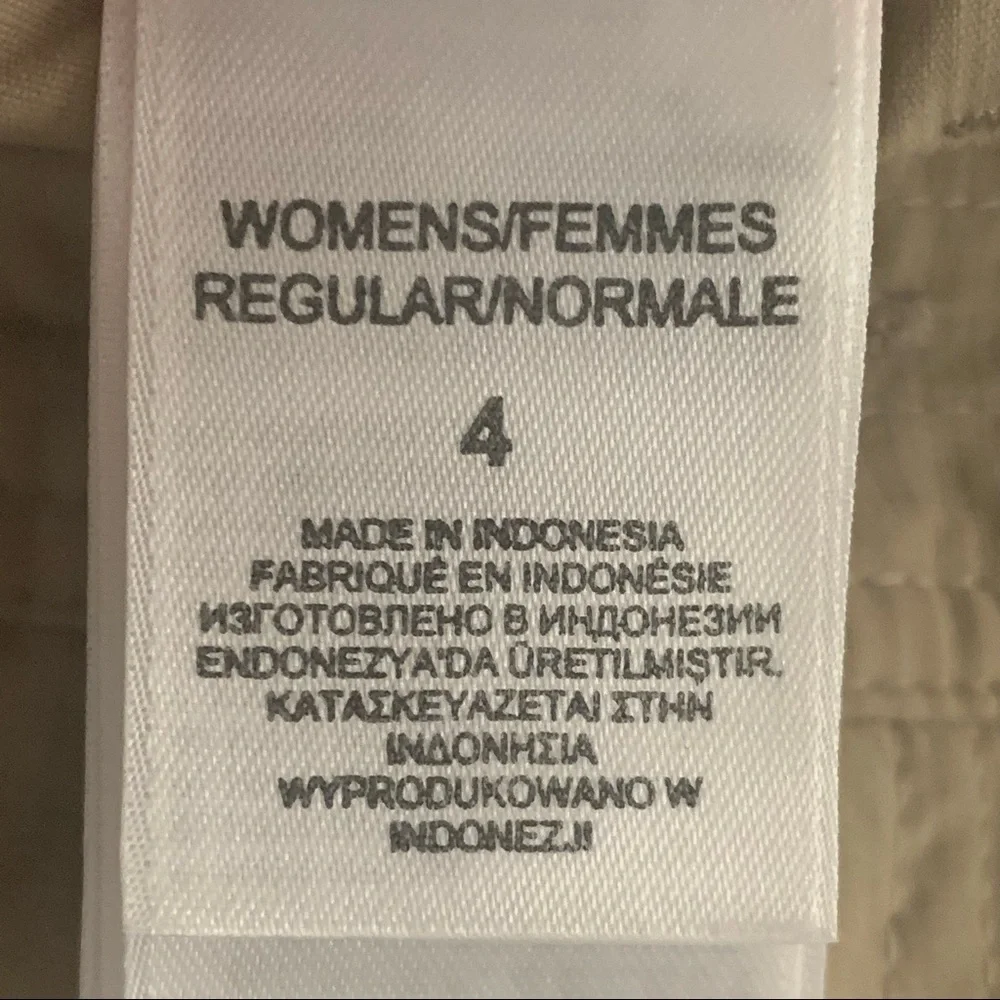 WOMENS/FEMMES
REGULAR/NORMALE
4
MADE IN INDONESIA
FABRIQUÉ EN INDONÉSIE
ИЗГОТОВЛЕНО В ИНДОНЕЗИИ
ENDONEZYA'DA ÜRETILMIŞTIR.
ΚΑΤΑΣΚΕΥΑΖΕΤΑΙ ΣΤΗΝ
ΙΝΔΟΝΗΣΙΑ
WYPRODUKOWANO W
INDONEZJI